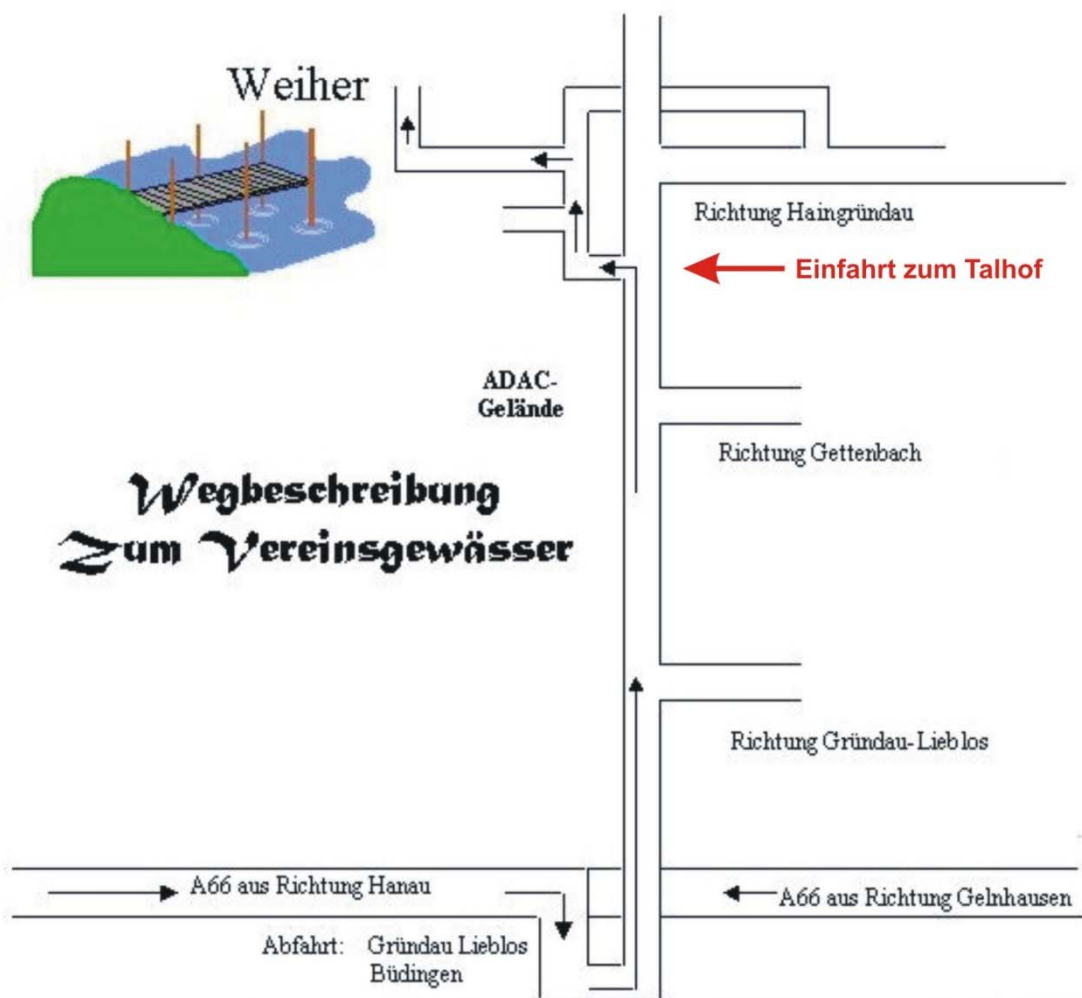 Weiher
Richtung Haingründau
Einfahrt zum Talhof
ADAC-
Gelände
Richtung Gettenbach
Wegbeschreibung
Zum Vereinsgewässer
Richtung Gründau-Lieblos
A66 aus Richtung Hanau
A66 aus Richtung Gelnhausen
Abfahrt: Gründau Lieblos
Büdingen